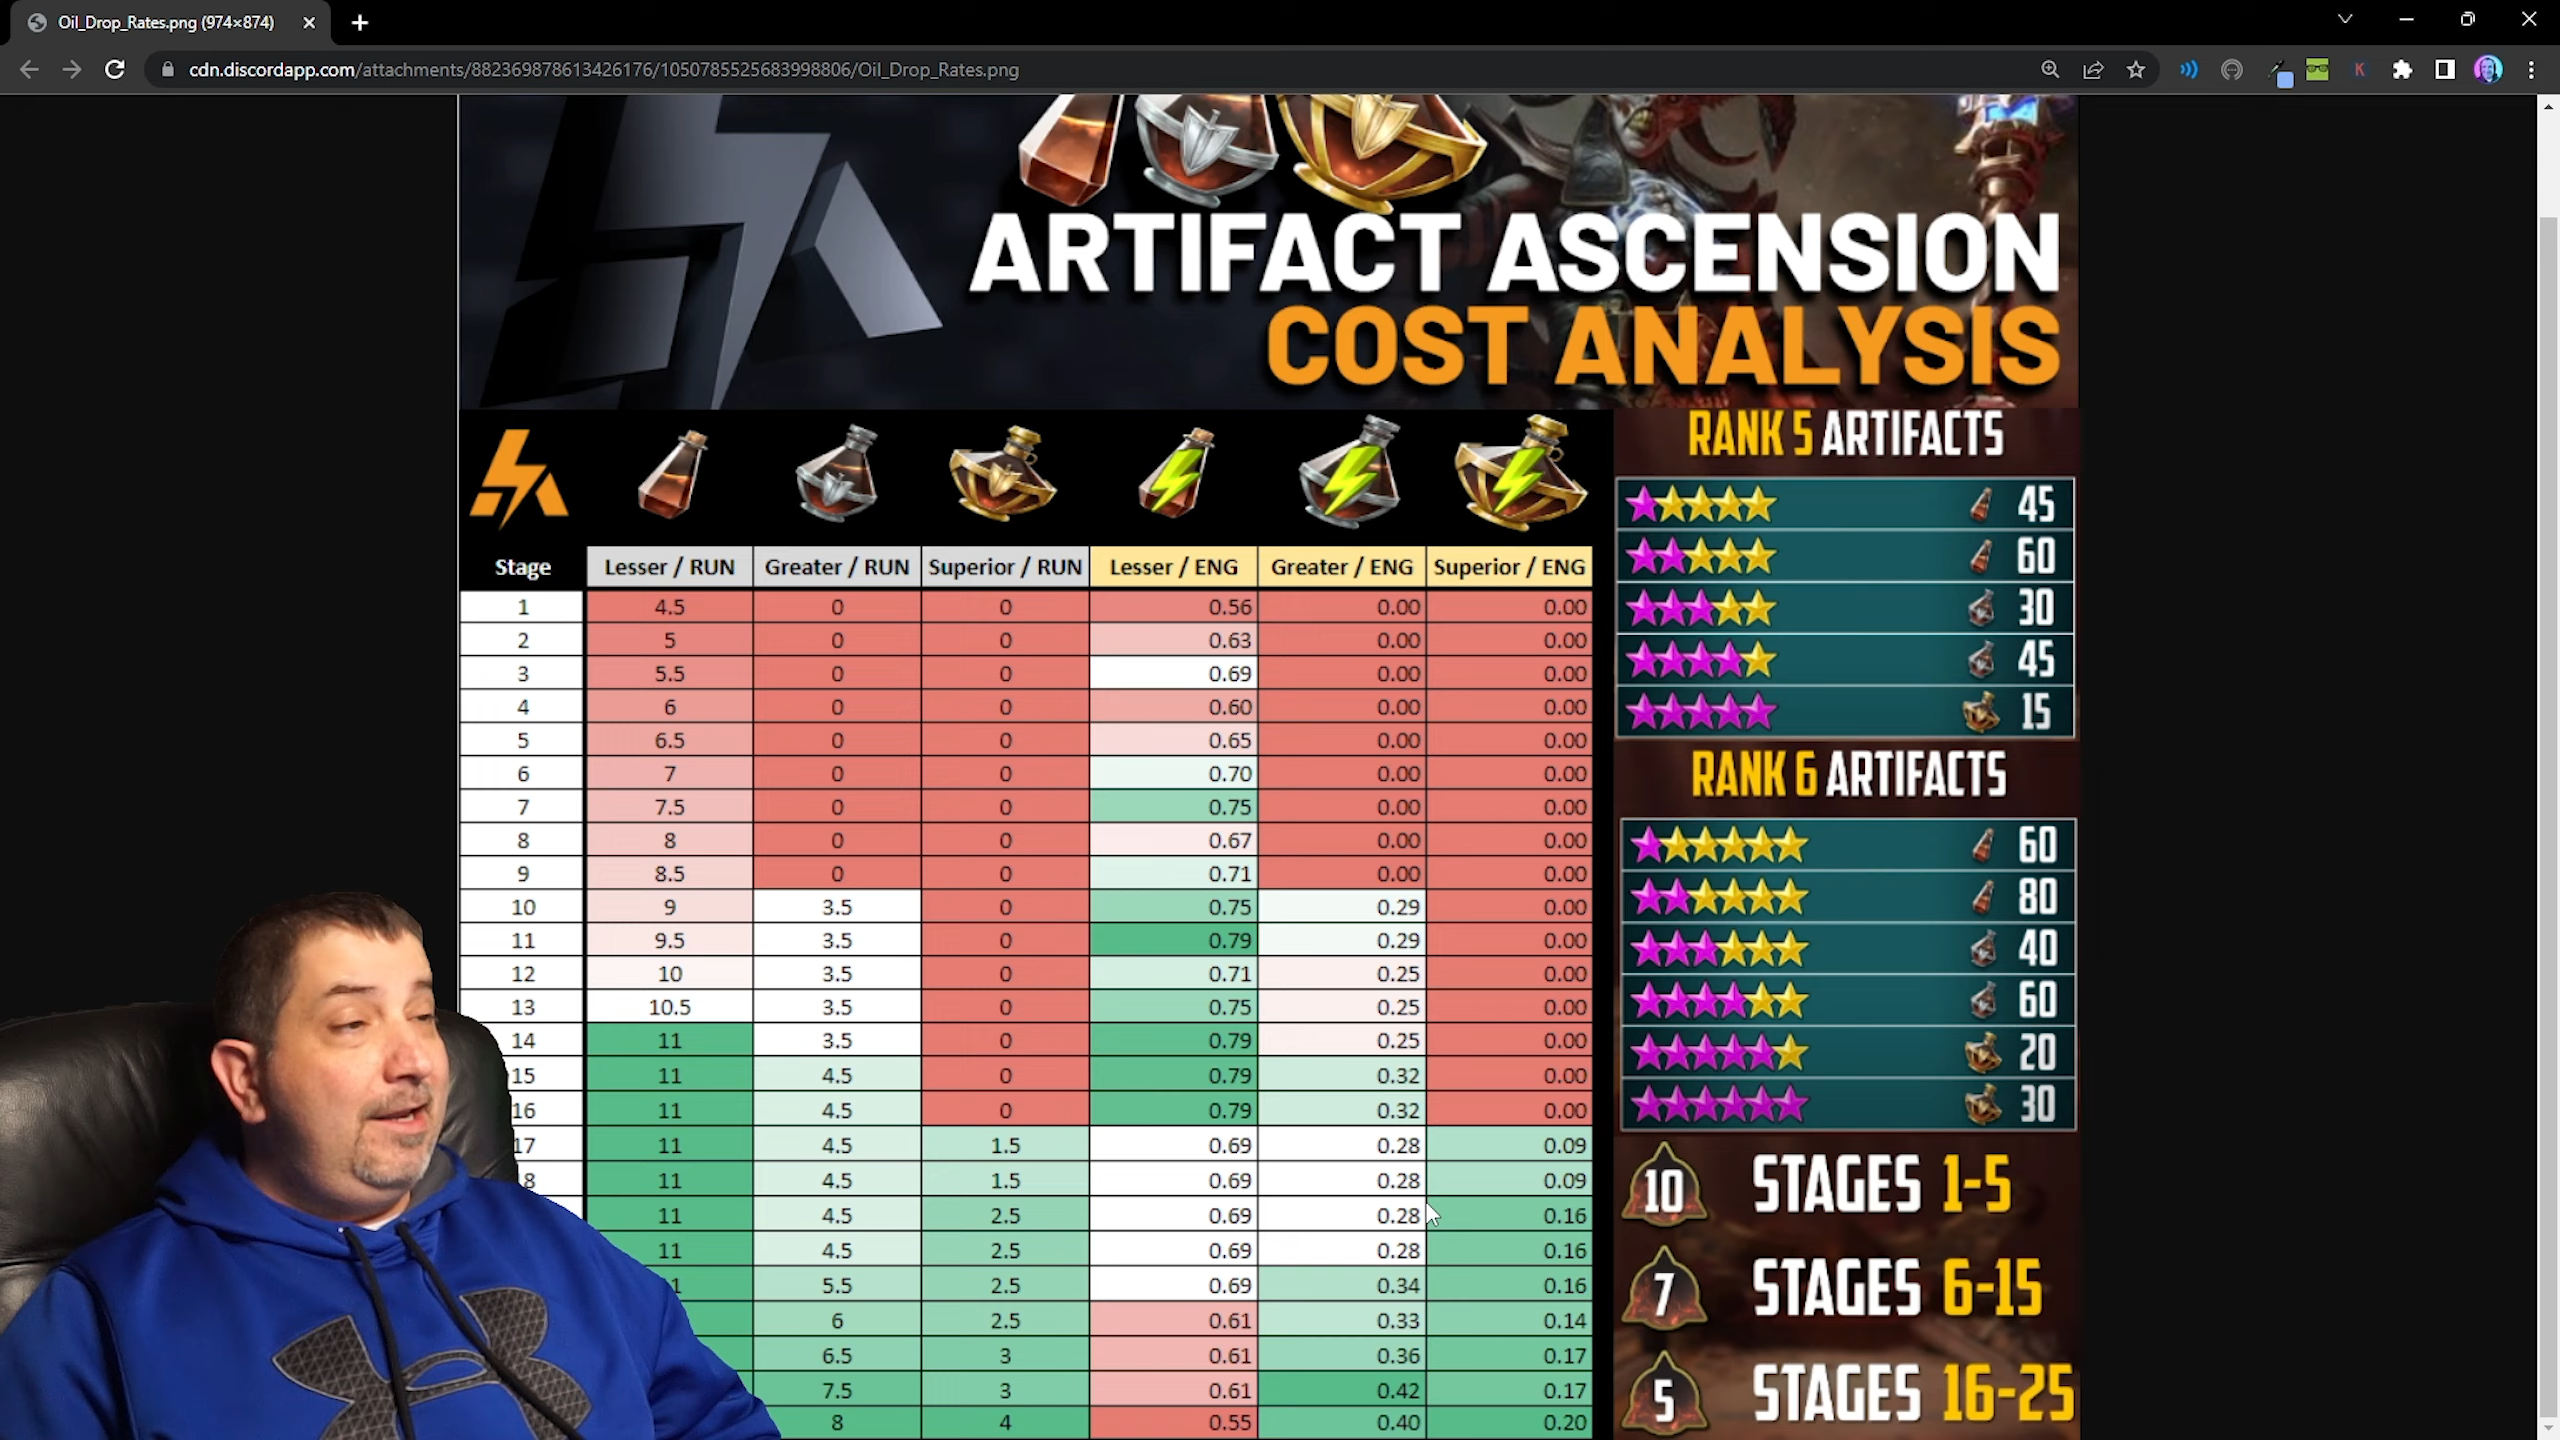 Oil_Drop_Rates.png (974×874)
cdn.discordapp.com/attachments/882369878613426176/1050785525683998806/Oil_Drop_Rates.png
K
ARTIFACT ASCENSION
COST ANALYSIS
Stage Lesser / RUN Greater / RUN Superior / RUN Lesser / ENG Greater / ENG Superior / ENG
1 4.5 0 0 0.56 0.00 0.00
2 5 0 0 0.63 0.00 0.00
3 5.5 0 0 0.69 0.00 0.00
4 6 0 0 0.60 0.00 0.00
5 6.5 0 0 0.65 0.00 0.00
6 7 0 0 0.70 0.00 0.00
7 7.5 0 0 0.75 0.00 0.00
8 8 0 0 0.67 0.00 0.00
9 8.5 0 0 0.71 0.00 0.00
10 9 3.5 0 0.75 0.29 0.00
11 9.5 3.5 0 0.79 0.29 0.00
12 10 3.5 0 0.71 0.25 0.00
13 10.5 3.5 0 0.75 0.25 0.00
14 11 3.5 0 0.79 0.25 0.00
15 11 4.5 0 0.79 0.32 0.00
16 11 4.5 0 0.79 0.32 0.00
17 11 4.5 1.5 0.69 0.28 0.09
8 11 4.5 1.5 0.69 0.28 0.09
11 4.5 2.5 0.69 0.28 0.16
11 4.5 2.5 0.69 0.28 0.16
1 5.5 2.5 0.69 0.34 0.16
6 2.5 0.61 0.33 0.14
6.5 3 0.61 0.36 0.17
7.5 3 0.61 0.42 0.17
8 4 0.55 0.40 0.20
RANK 5 ARTIFACTS
45
60
30
45
15
RANK 6 ARTIFACTS
60
80
40
60
20
30
10 STAGES 1-5
7 STAGES 6-15
5 STAGES 16-25